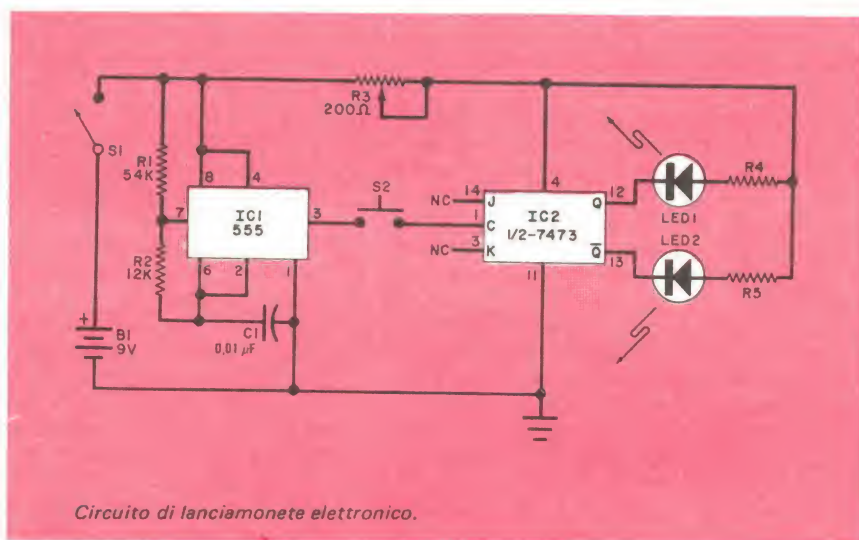 R3
200Ω
S1
R1
54K
8
4
7
IC1
555
3
S2
R2
12K
6
2
1
+
B1
9V
C1
0,01 µF
4
NC
14
J
1
C
NC
3
K
IC2
1/2-7473
Q
12
Q̅
13
11
LED1
R4
LED2
R5
Circuito di lanciamonete elettronico.